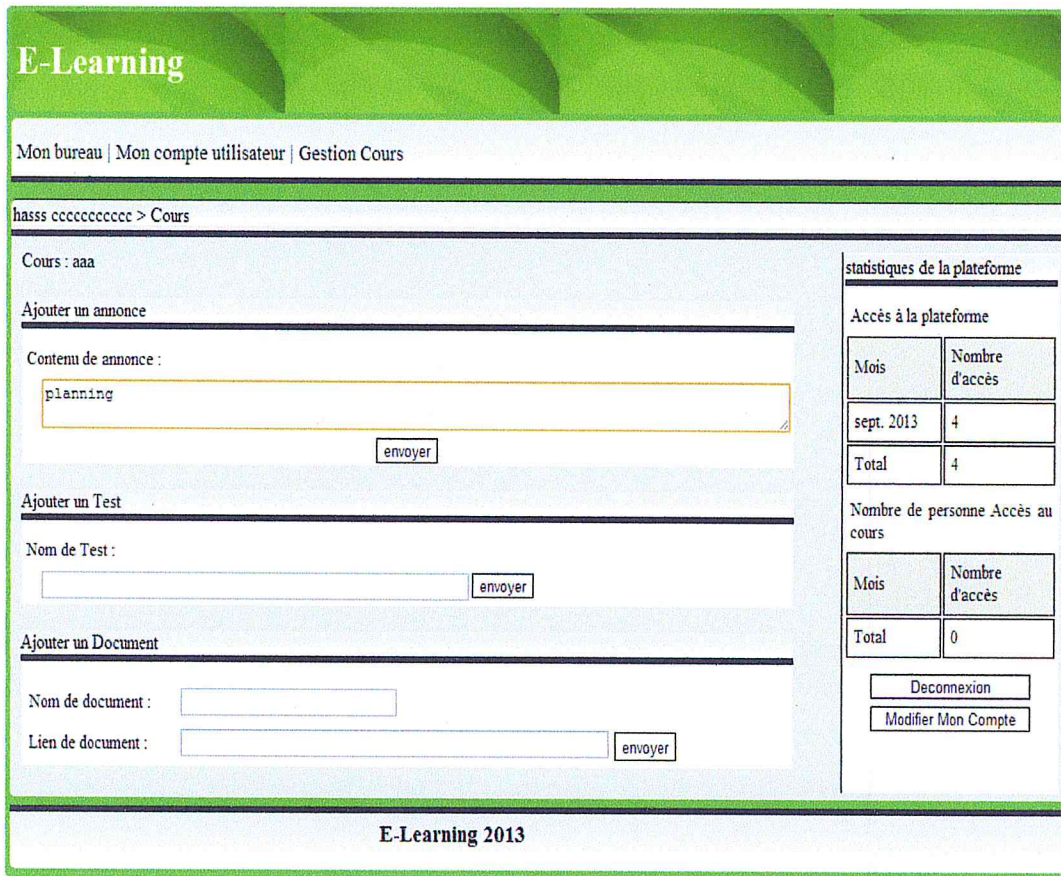 E-Learning
Mon bureau | Mon compte utilisateur | Gestion Cours
hasss ccccccccccc > Cours
Cours : aaa
Ajouter un annonce
Contenu de annonce :
planning
envoyer
Ajouter un Test
Nom de Test :
envoyer
Ajouter un Document
Nom de document :
Lien de document :
envoyer
statistiques de la plateforme
Accès à la plateforme
Mois
Nombre
d'accès
sept. 2013
4
Total
4
Nombre de personne Accès au
cours
Mois
Nombre
d'accès
Total
0
Deconnexion
Modifier Mon Compte
E-Learning 2013